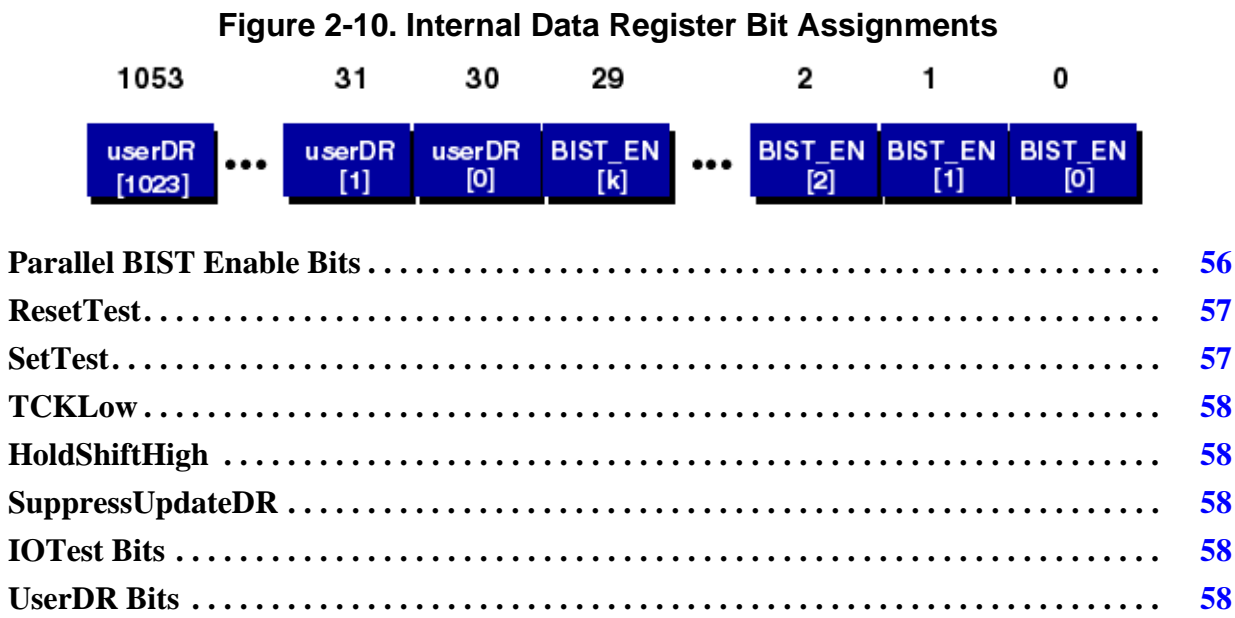 Figure 2-10. Internal Data Register Bit Assignments
1053 31 30 29 2 1 0
userDR [1023] ••• userDR [1] userDR [0] BIST_EN [k] ••• BIST_EN [2] BIST_EN [1] BIST_EN [0]
Parallel BIST Enable Bits . . . . . . . . . . . . . . . . . . . . . . . . . . . . . . . . . . . . . . . . . . . . . . . . . . 56
ResetTest. . . . . . . . . . . . . . . . . . . . . . . . . . . . . . . . . . . . . . . . . . . . . . . . . . . . . . . . . . . . . . . . 57
SetTest. . . . . . . . . . . . . . . . . . . . . . . . . . . . . . . . . . . . . . . . . . . . . . . . . . . . . . . . . . . . . . . . . . 57
TCKLow . . . . . . . . . . . . . . . . . . . . . . . . . . . . . . . . . . . . . . . . . . . . . . . . . . . . . . . . . . . . . . . . 58
HoldShiftHigh . . . . . . . . . . . . . . . . . . . . . . . . . . . . . . . . . . . . . . . . . . . . . . . . . . . . . . . . . . . 58
SuppressUpdateDR . . . . . . . . . . . . . . . . . . . . . . . . . . . . . . . . . . . . . . . . . . . . . . . . . . . . . . . 58
IOTest Bits . . . . . . . . . . . . . . . . . . . . . . . . . . . . . . . . . . . . . . . . . . . . . . . . . . . . . . . . . . . . . . 58
UserDR Bits . . . . . . . . . . . . . . . . . . . . . . . . . . . . . . . . . . . . . . . . . . . . . . . . . . . . . . . . . . . . . 58